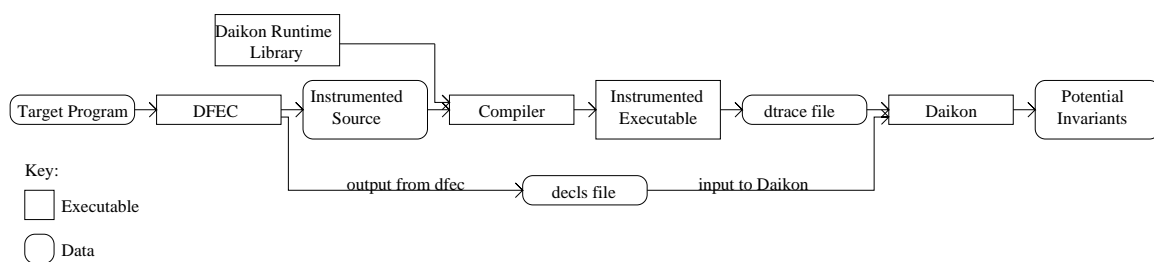 Daikon Runtime
Library
Target Program
DFEC
Instrumented
Source
Compiler
Instrumented
Executable
dtrace file
Daikon
Potential
Invariants
Key:
output from dfec
decls file
input to Daikon
Executable
Data